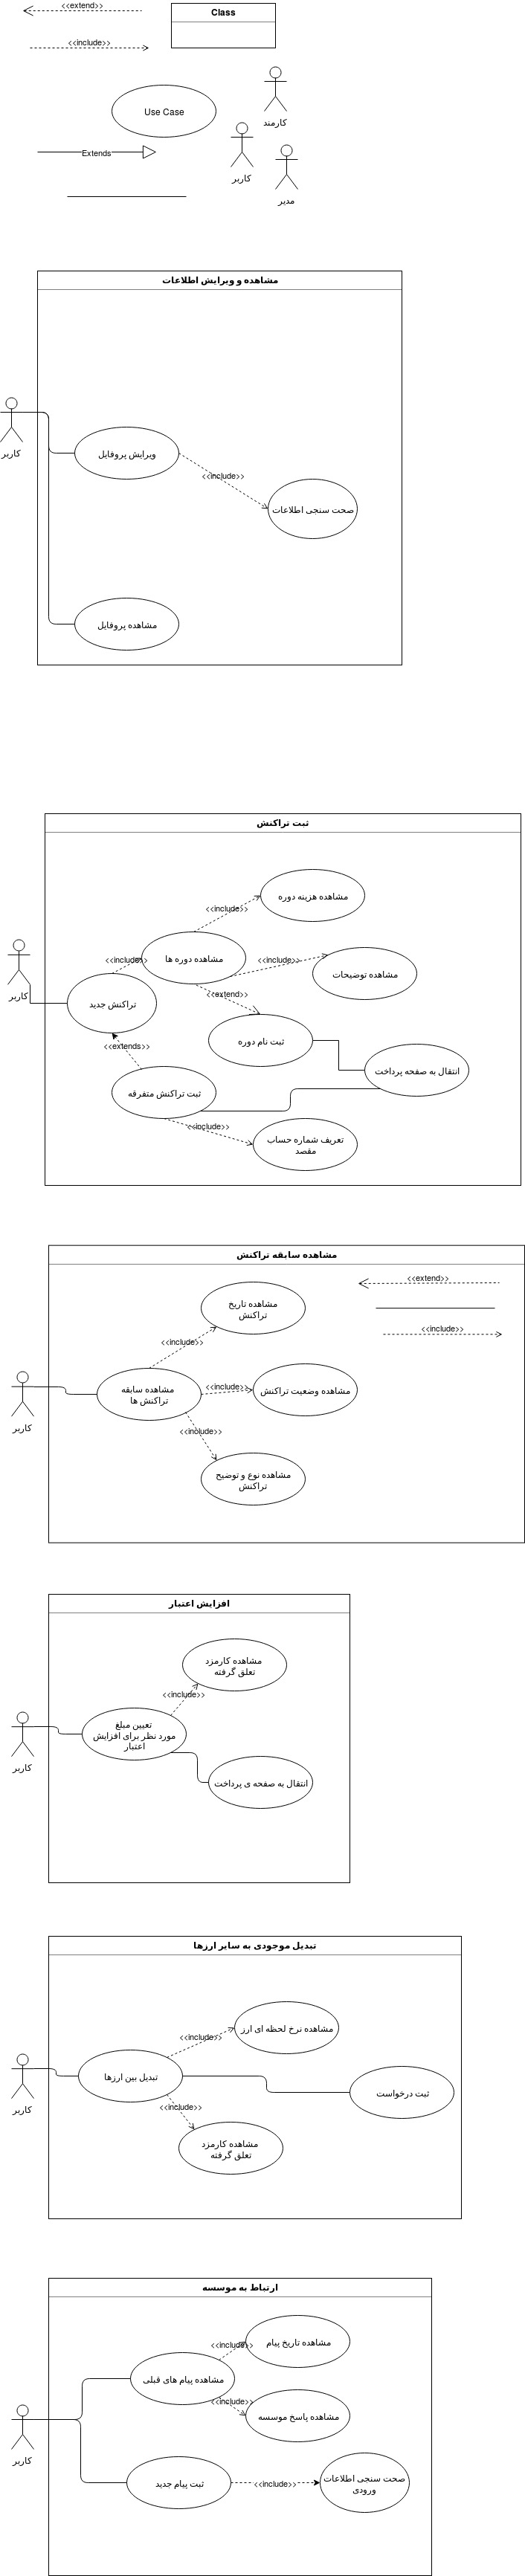 <<extend>>
Class
<<include>>
Use Case
کارمند
Extends
کاربر
مدیر
مشاهده و ویرایش اطلاعات
کاربر
ویرایش پروفایل
<<include>>
صحت سنجی اطلاعات
مشاهده پروفایل
ثبت تراکنش
مشاهده هزینه دوره
<<include>>
کاربر
<<include>>
مشاهده دوره ها
<<include>>
مشاهده توضیحات
تراکنش جدید
<<extend>>
ثبت نام دوره
<<extends>>
انتقال به صفحه پرداخت
ثبت تراکنش متفرقه
<<include>>
تعریف شماره حساب
مقصد
مشاهده سابقه تراکنش
<<extend>>
مشاهده تاریخ
تراکنش
<<include>>
<<include>>
کاربر
مشاهده سابقه
تراکنش ها
<<include>>
مشاهده وضعیت تراکنش
<<include>>
مشاهده نوع و توضیح
تراکنش
افزایش اعتبار
مشاهده کارمزد
تعلق گرفته
<<include>>
کاربر
تعیین مبلغ
مورد نظر برای افزایش
اعتبار
انتقال به صفحه ی پرداخت
تبدیل موجودی به سایر ارزها
مشاهده نرخ لحظه ای ارز
<<include>>
کاربر
تبدیل بین ارزها
ثبت درخواست
<<include>>
مشاهده کارمزد
تعلق گرفته
ارتباط به موسسه
مشاهده تاریخ پیام
<<include>>
مشاهده پیام های قبلی
<<include>>
مشاهده پاسخ موسسه
کاربر
ثبت پیام جدید
<<include>>
صحت سنجی اطلاعات
ورودی